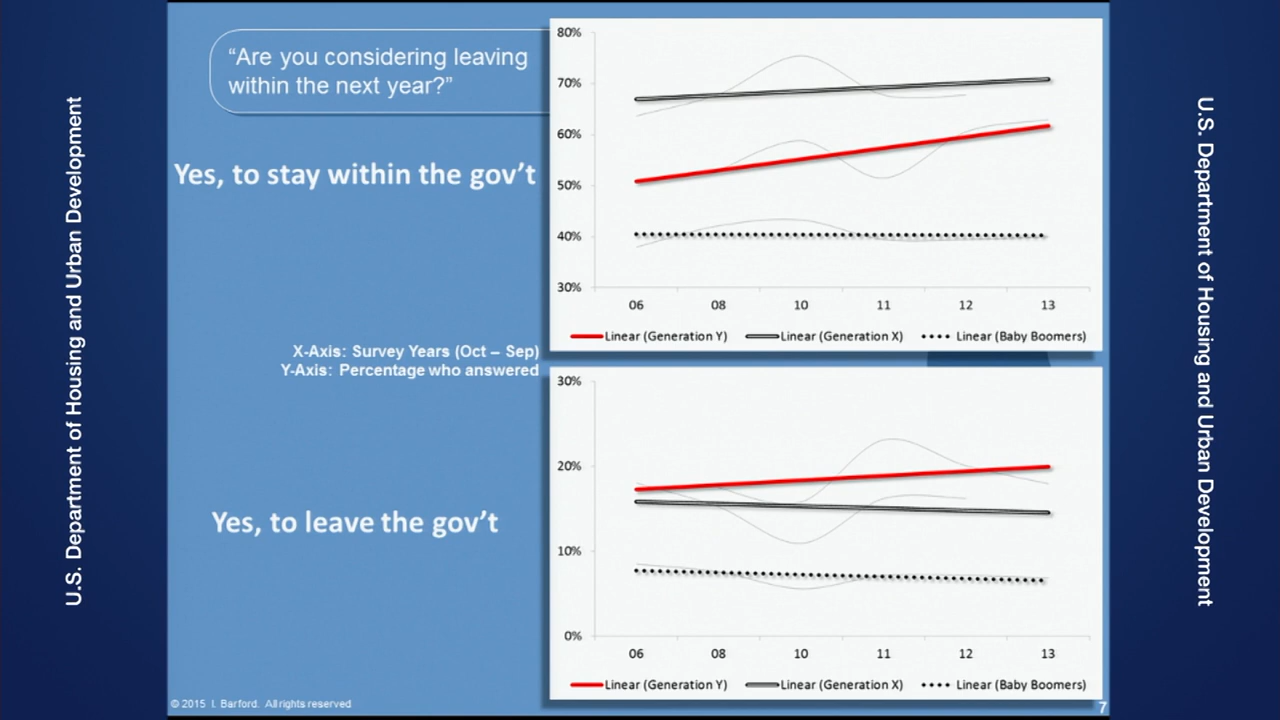 U.S. Department of Housing and Urban Development
“Are you considering leaving
within the next year?”
Yes, to stay within the gov’t
X-Axis: Survey Years (Oct – Sep)
Y-Axis: Percentage who answered
Yes, to leave the gov’t
© 2015 I. Barford. All rights reserved
80%
70%
60%
50%
40%
30%
06 08 10 11 12 13
Linear (Generation Y) Linear (Generation X) Linear (Baby Boomers)
30%
20%
10%
0%
06 08 10 11 12 13
Linear (Generation Y) Linear (Generation X) Linear (Baby Boomers)
7
U.S. Department of Housing and Urban Development